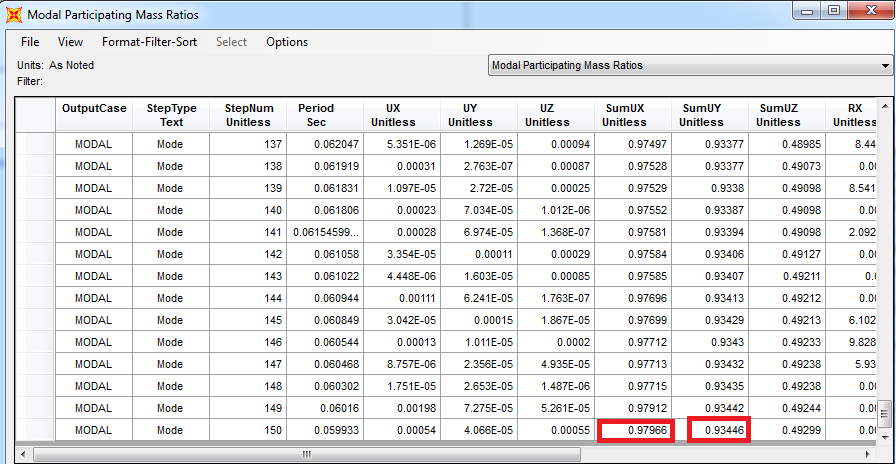 Modal Participating Mass Ratios
File View Format-Filter-Sort Select Options
Units: As Noted
Filter:
Modal Participating Mass Ratios
OutputCase StepType StepNum Period UX UY UZ SumUX SumUY SumUZ RX
Text Unitless Sec Unitless Unitless Unitless Unitless Unitless Unitless Unitless
MODAL Mode 137 0.062047 5.351E-06 1.269E-05 0.00094 0.97497 0.93377 0.48985 8.44
MODAL Mode 138 0.061919 0.00031 2.763E-07 0.00087 0.97528 0.93377 0.49073 0.00
MODAL Mode 139 0.061831 1.097E-05 2.72E-05 0.00025 0.97529 0.9338 0.49098 8.541
MODAL Mode 140 0.061806 0.00023 7.034E-05 1.012E-06 0.97552 0.93387 0.49098 0.00
MODAL Mode 141 0.06154599... 0.00028 6.974E-05 1.368E-07 0.97581 0.93394 0.49098 2.092
MODAL Mode 142 0.061058 3.354E-05 0.00011 0.00029 0.97584 0.93406 0.49127 0.00
MODAL Mode 143 0.061022 4.448E-06 1.603E-05 0.00085 0.97585 0.93407 0.49211 0.00
MODAL Mode 144 0.060944 0.00111 6.241E-05 1.763E-07 0.97696 0.93413 0.49212 0.00
MODAL Mode 145 0.060849 3.042E-05 0.00015 1.867E-05 0.97699 0.93429 0.49213 6.102
MODAL Mode 146 0.060544 0.00013 1.011E-05 0.0002 0.97712 0.9343 0.49233 9.828
MODAL Mode 147 0.060468 8.757E-06 2.356E-05 4.935E-05 0.97713 0.93432 0.49238 5.93
MODAL Mode 148 0.060302 1.751E-05 2.653E-05 1.487E-06 0.97715 0.93435 0.49238 0.00
MODAL Mode 149 0.06016 0.00198 7.275E-05 5.261E-05 0.97912 0.93442 0.49244 0.00
MODAL Mode 150 0.059933 0.00054 4.066E-05 0.00055 0.97966 0.93446 0.49299 0.00